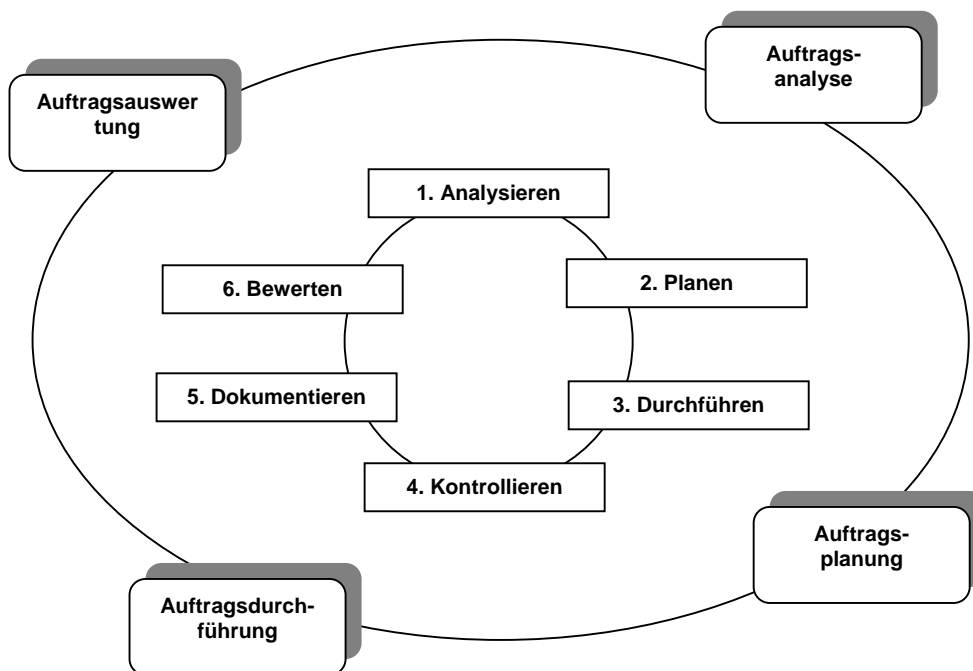 Auftrags-
analyse
Auftragsauswer
tung
1. Analysieren
6. Bewerten
2. Planen
5. Dokumentieren
3. Durchführen
4. Kontrollieren
Auftrags-
planung
Auftragsdurch-
führung